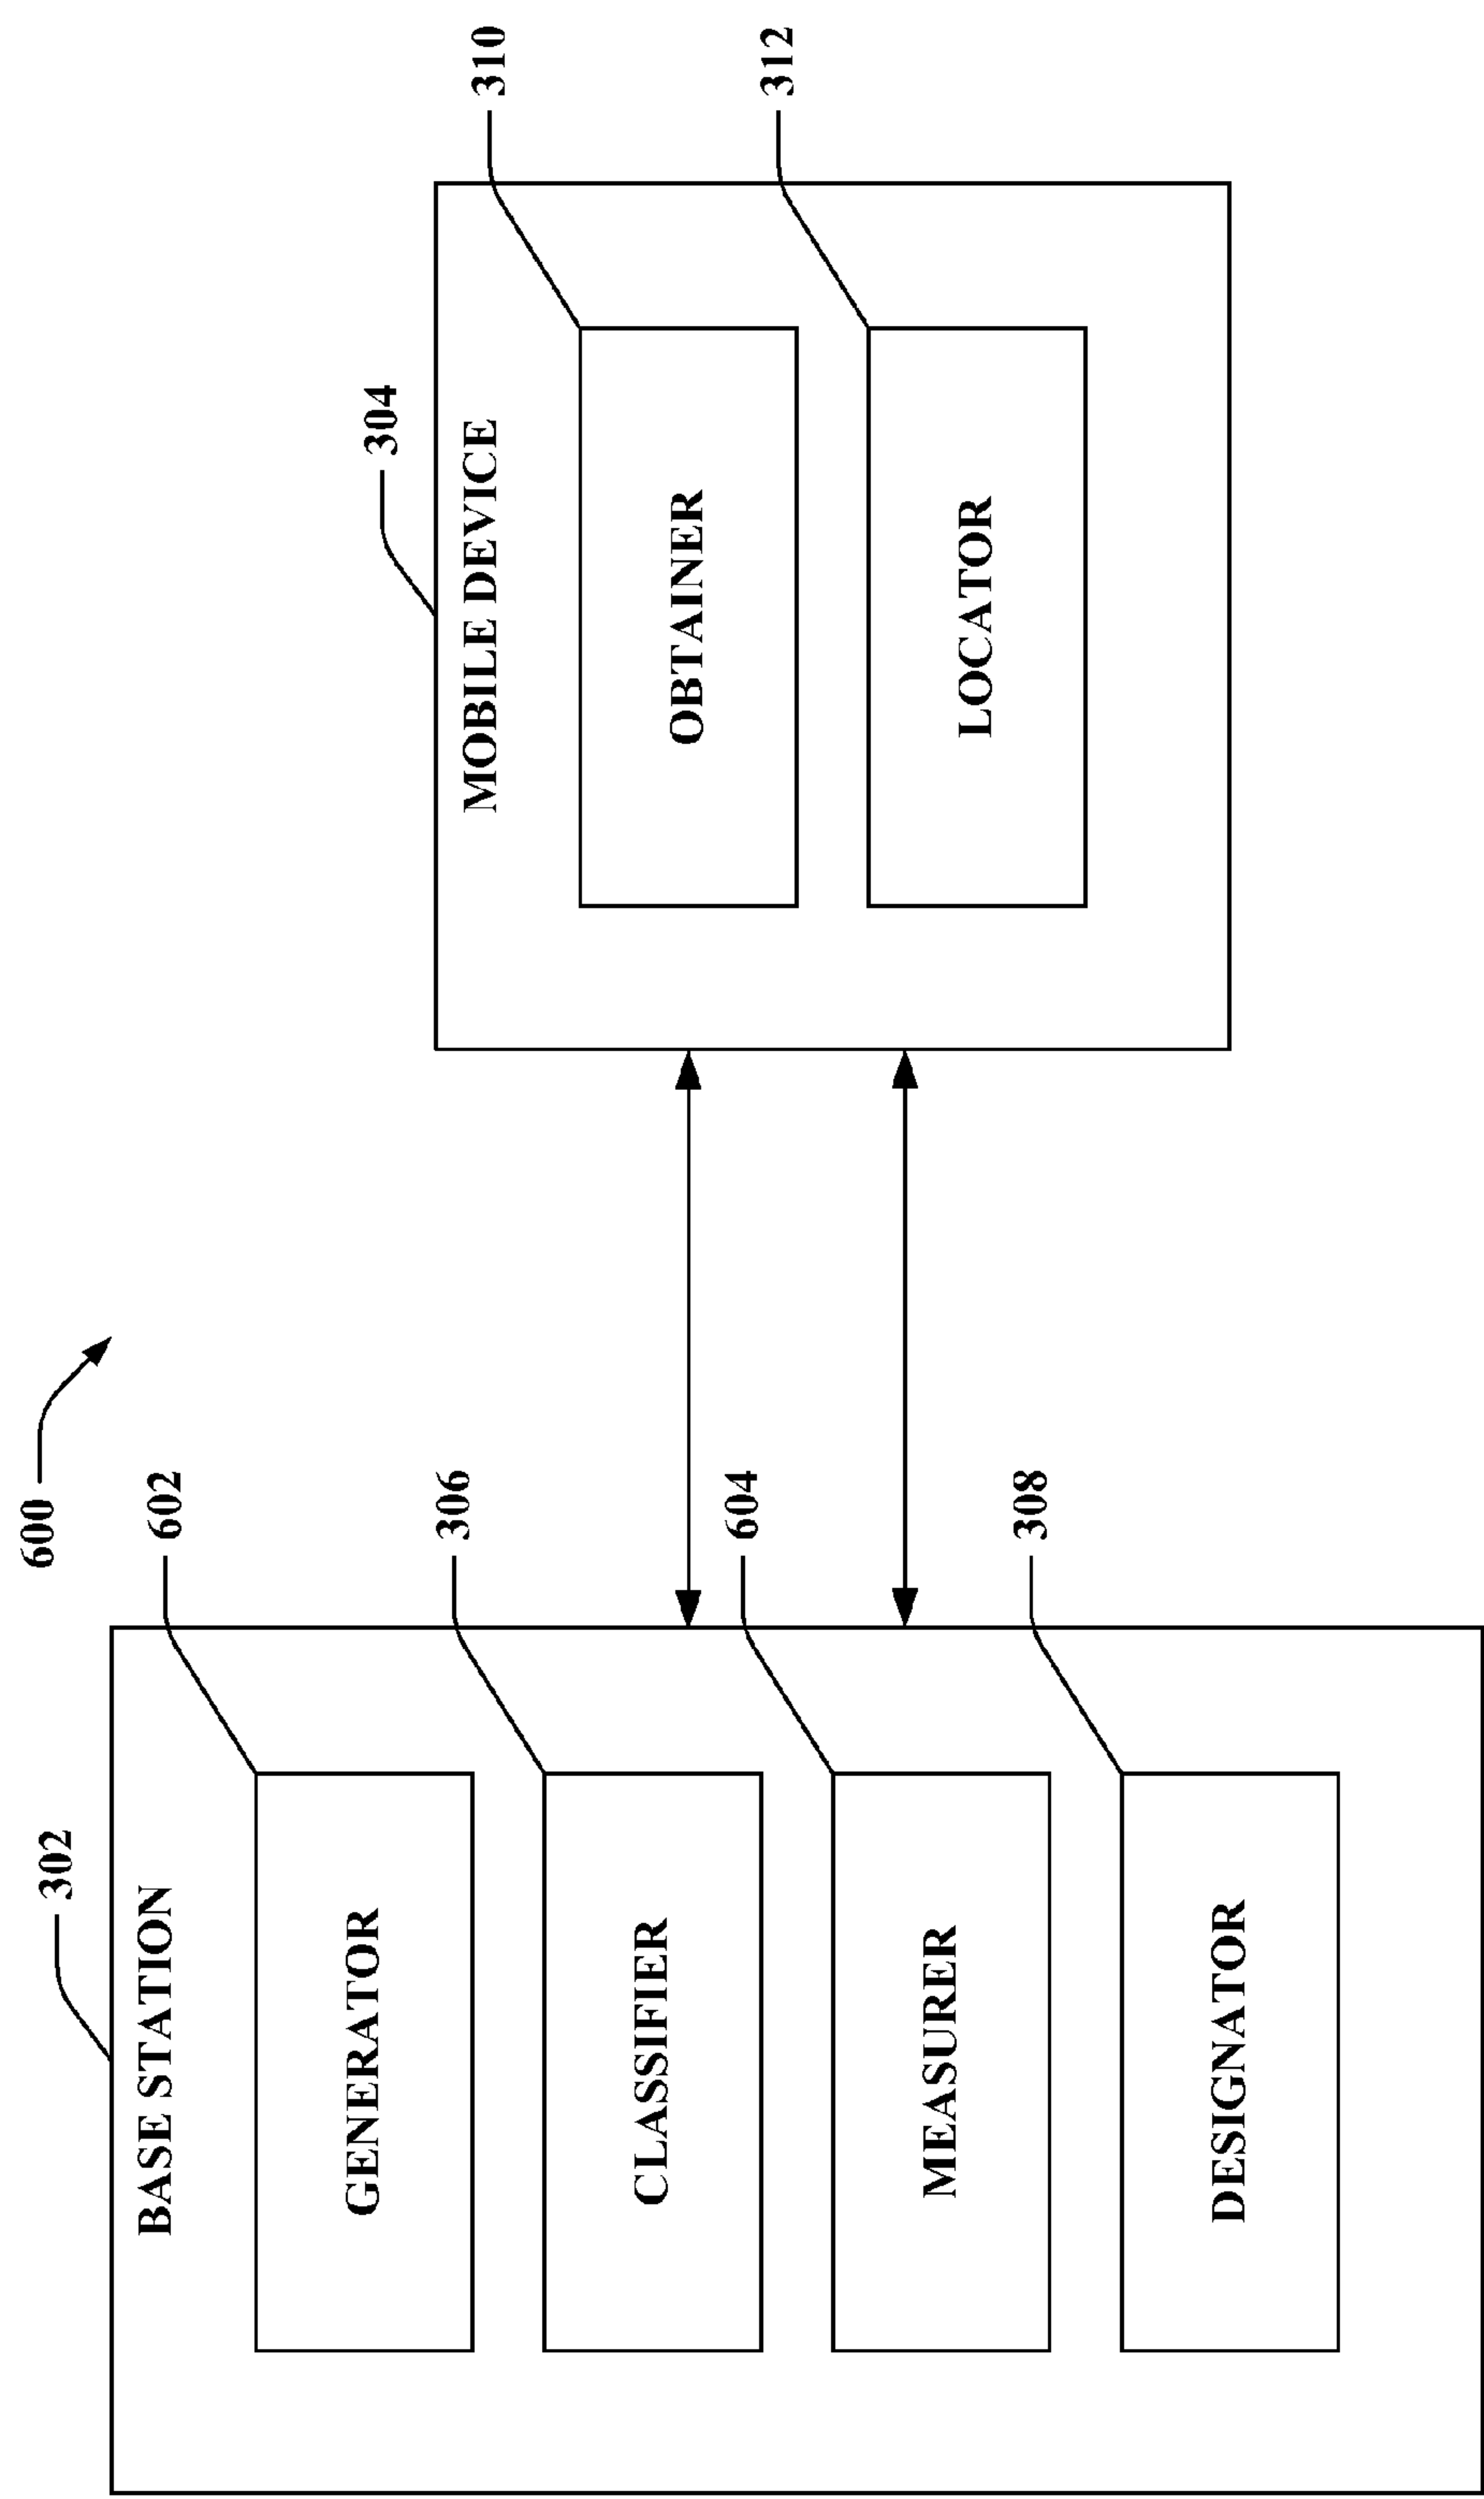 600
302
BASE STATION
602
GENERATOR
306
CLASSIFIER
604
MEASURER
308
DESIGNATOR
304
MOBILE DEVICE
310
OBTAINER
312
LOCATOR